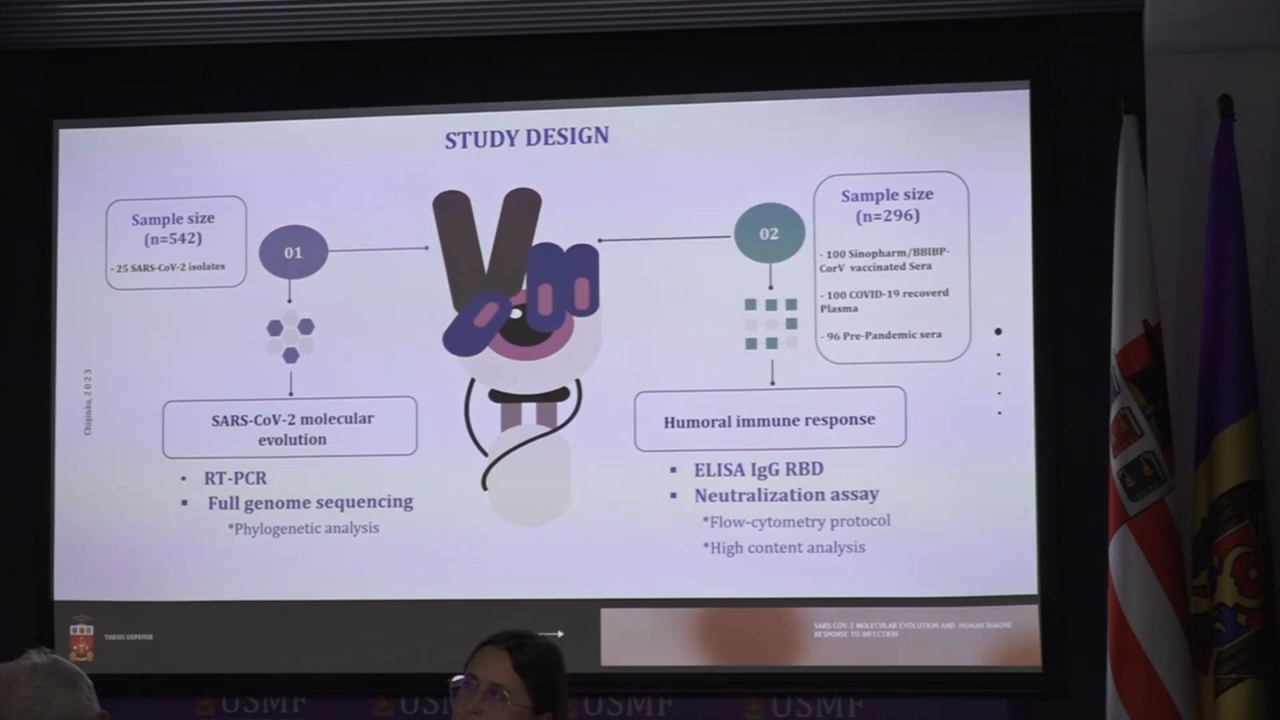 STUDY DESIGN
Sample size
(n=542)
- 25 SARS-CoV-2 isolates
01
SARS-CoV-2 molecular
evolution
• RT-PCR
▪ Full genome sequencing
*Phylogenetic analysis
02
Sample size
(n=296)
- 100 Sinopharm/BBIBP-
CorV vaccinated Sera
- 100 COVID-19 recoverd
Plasma
- 96 Pre-Pandemic sera
Humoral immune response
▪ ELISA IgG RBD
▪ Neutralization assay
*Flow-cytometry protocol
*High content analysis
Chișinău, 2023
THESIS DEFENSE
SARS-COV-2 MOLECULAR EVOLUTION AND HUMAN IMMUNE
RESPONSE TO INFECTION
USMF
USMF
USMF